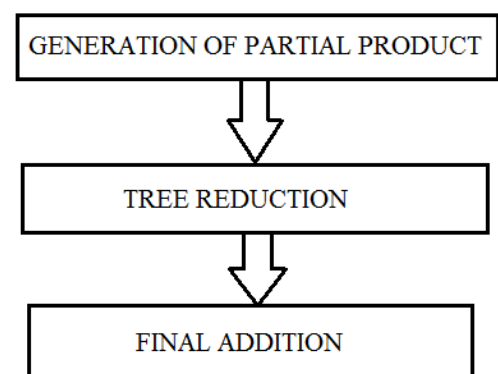 GENERATION OF PARTIAL PRODUCT
TREE REDUCTION
FINAL ADDITION